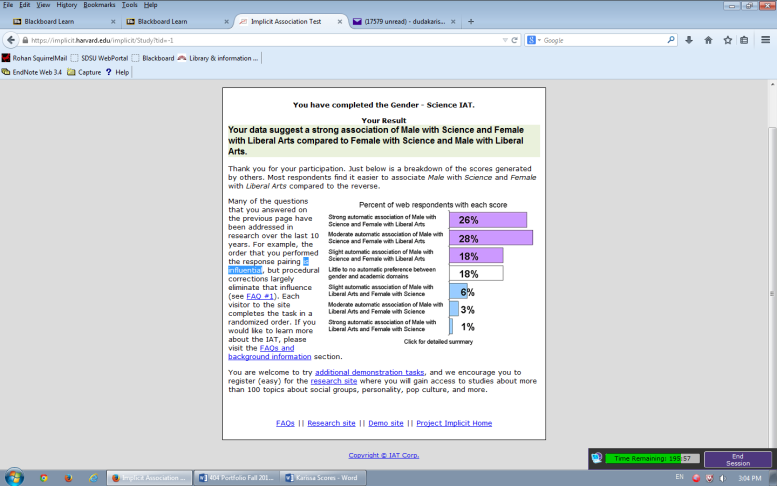 File Edit View History Bookmarks Tools Help
Blackboard Learn
Blackboard Learn
Implicit Association Test
(17579 unread) - dudakaris...
https://implicit.harvard.edu/implicit/Study?tid=-1
Google
Rohan SquirrelMail SDSU WebPortal Blackboard Library & information ...
EndNote Web 3.4 Capture Help
You have completed the Gender - Science IAT.
Your Result
Your data suggest a strong association of Male with Science and Female
with Liberal Arts compared to Female with Science and Male with Liberal
Arts.
Thank you for your participation. Just below is a breakdown of the scores generated
by others. Most respondents find it easier to associate Male with Science and Female
with Liberal Arts compared to the reverse.
Many of the questions
that you answered on
the previous page have
been addressed in
research over the last 10
years. For example, the
order that you performed
the response pairing is
influential, but procedural
corrections largely
eliminate that influence
(see FAQ #1). Each
visitor to the site
completes the task in a
randomized order. If you
would like to learn more
about the IAT, please
visit the FAQs and
background information section.
Percent of web respondents with each score
Strong automatic association of Male with
Science and Female with Liberal Arts
26%
Moderate automatic association of Male with
Science and Female with Liberal Arts
28%
Slight automatic association of Male with
Science and Female with Liberal Arts
18%
Little to no automatic preference between
gender and academic domains
18%
Slight automatic association of Male with
Liberal Arts and Female with Science
6%
Moderate automatic association of Male with
Liberal Arts and Female with Science
3%
Strong automatic association of Male with
Liberal Arts and Female with Science
1%
Click for detailed summary
You are welcome to try additional demonstration tasks, and we encourage you to
register (easy) for the research site where you will gain access to studies about more
than 100 topics about social groups, personality, pop culture, and more.
FAQs || Research site || Demo site || Project Implicit Home
Copyright © IAT Corp.
Time Remaining: 195:57
End
Session
Implicit Association ...
404 Portfolio Fall 201...
Karissa Scores - Word
EN
3:04 PM